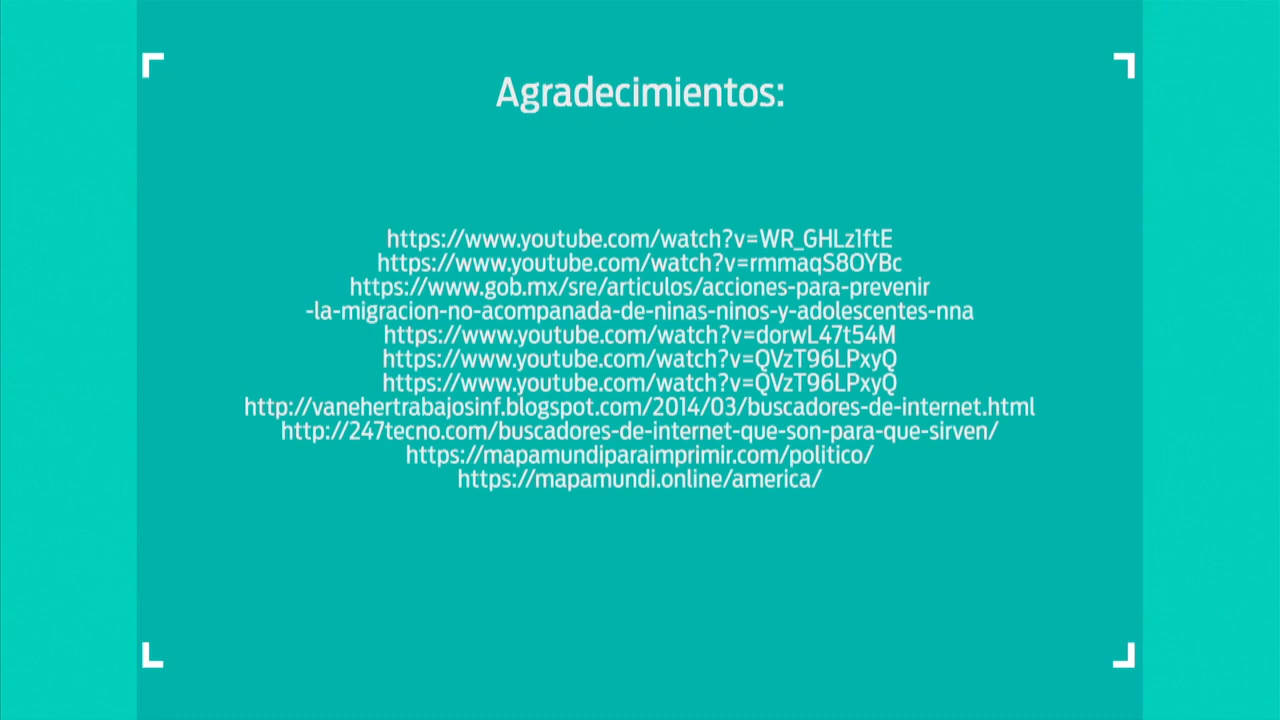 Agradecimientos:
https://www.youtube.com/watch?v=WR_GHLz1ftE
https://www.youtube.com/watch?v=rmmaqS8OYBc
https://www.gob.mx/sre/articulos/acciones-para-prevenir
-la-migracion-no-acompanada-de-ninas-ninos-y-adolescentes-nna
https://www.youtube.com/watch?v=dorwL47t54M
https://www.youtube.com/watch?v=QVzT96LPxyQ
https://www.youtube.com/watch?v=QVzT96LPxyQ
http://vanehertrabajosinf.blogspot.com/2014/03/buscadores-de-internet.html
http://247tecno.com/buscadores-de-internet-que-son-para-que-sirven/
https://mapamundiparaimprimir.com/politico/
https://mapamundi.online/america/